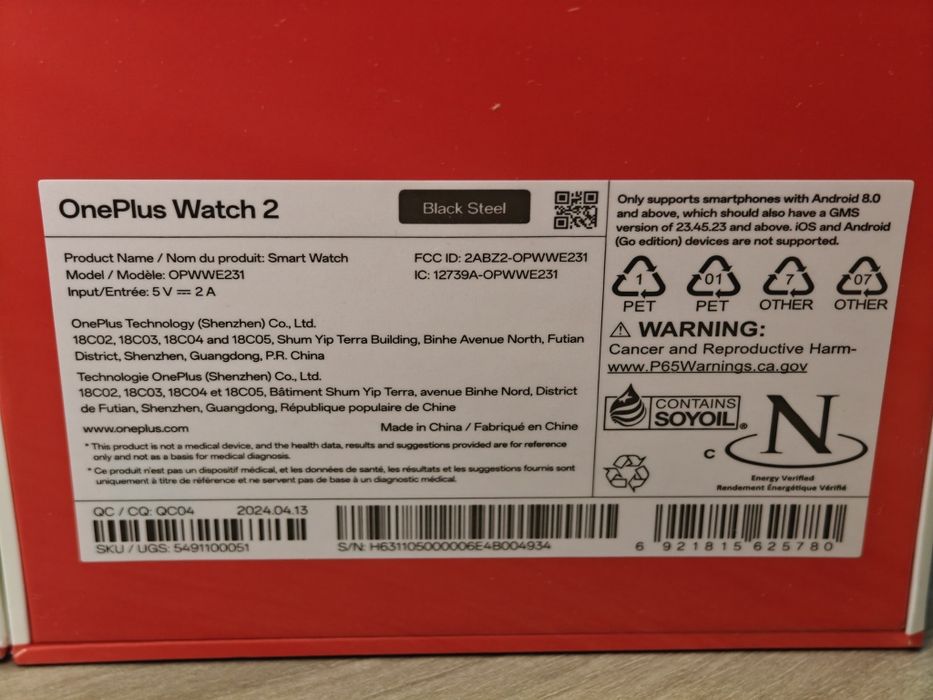 OnePlus Watch 2
Black Steel
Product Name / Nom du produit: Smart Watch
Model / Modèle: OPWWE231
Input/Entrée: 5 V ⎓ 2 A
FCC ID: 2ABZ2-OPWWE231
IC: 12739A-OPWWE231
OnePlus Technology (Shenzhen) Co., Ltd.
18C02, 18C03, 18C04 and 18C05, Shum Yip Terra Building, Binhe Avenue North, Futian
District, Shenzhen, Guangdong, P.R. China
Technologie OnePlus (Shenzhen) Co., Ltd.
18C02, 18C03, 18C04 et 18C05, Bâtiment Shum Yip Terra, avenue Binhe Nord, District
de Futian, Shenzhen, Guangdong, République populaire de Chine
www.oneplus.com
Made in China / Fabriqué en Chine
* This product is not a medical device, and the health data, results and suggestions provided are for reference
only and not as a basis for medical diagnosis.
* Ce produit n'est pas un dispositif médical, et les données de santé, les résultats et les suggestions fournis sont
uniquement à titre de référence et ne servent pas de base à un diagnostic médical.
Only supports smartphones with Android 8.0
and above, which should also have a GMS
version of 23.45.23 and above. iOS and Android
(Go edition) devices are not supported.
1
PET
01
PET
7
OTHER
07
OTHER
⚠ WARNING:
Cancer and Reproductive Harm-
www.P65Warnings.ca.gov
CONTAINS
SOYOIL®
C
N
Energy Verified
Rendement Énergétique Vérifié
QC / CQ: QC04
2024.04.13
SKU / UGS: 5491100051
S/N: H631105000006E4B004934
6 921815 625780